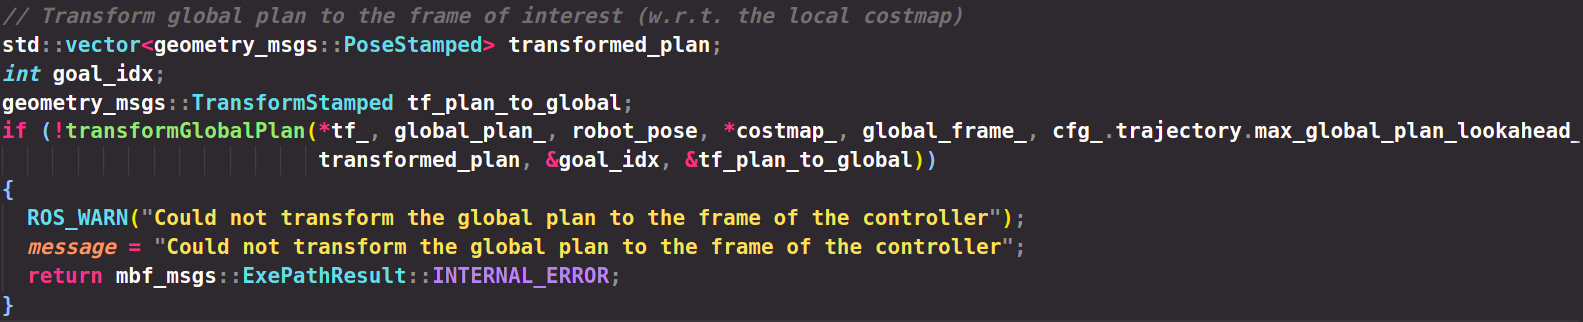 // Transform global plan to the frame of interest (w.r.t. the local costmap)
std::vector<geometry_msgs::PoseStamped> transformed_plan;
int goal_idx;
geometry_msgs::TransformStamped tf_plan_to_global;
if (!transformGlobalPlan(*tf_, global_plan_, robot_pose, *costmap_, global_frame_, cfg_.trajectory.max_global_plan_lookahead_
transformed_plan, &goal_idx, &tf_plan_to_global))
{
ROS_WARN("Could not transform the global plan to the frame of the controller");
message = "Could not transform the global plan to the frame of the controller";
return mbf_msgs::ExePathResult::INTERNAL_ERROR;
}